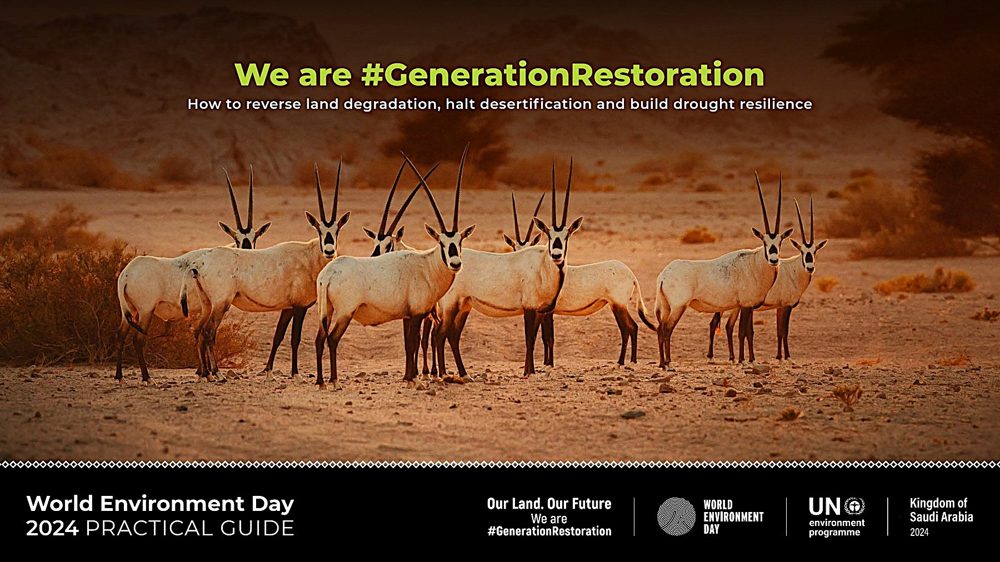 We are #GenerationRestoration
How to reverse land degradation, halt desertification and build drought resilience
World Environment Day
2024 PRACTICAL GUIDE
Our Land. Our Future
We are
#GenerationRestoration
WORLD
ENVIRONMENT
DAY
UN
environment
programme
Kingdom of
Saudi Arabia
2024